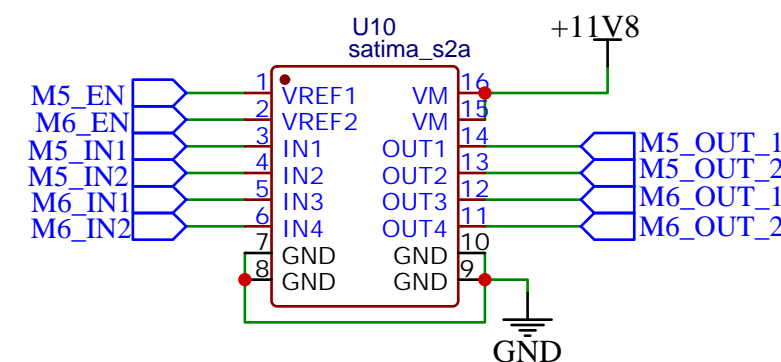 U10
satima_s2a
+11V8
M5_EN 1 VREF1 VM 16
M6_EN 2 VREF2 VM 15
M5_IN1 3 IN1 OUT1 14 M5_OUT_1
M5_IN2 4 IN2 OUT2 13 M5_OUT_2
M6_IN1 5 IN3 OUT3 12 M6_OUT_1
M6_IN2 6 IN4 OUT4 11 M6_OUT_2
7 GND GND 10
8 GND GND 9
GND